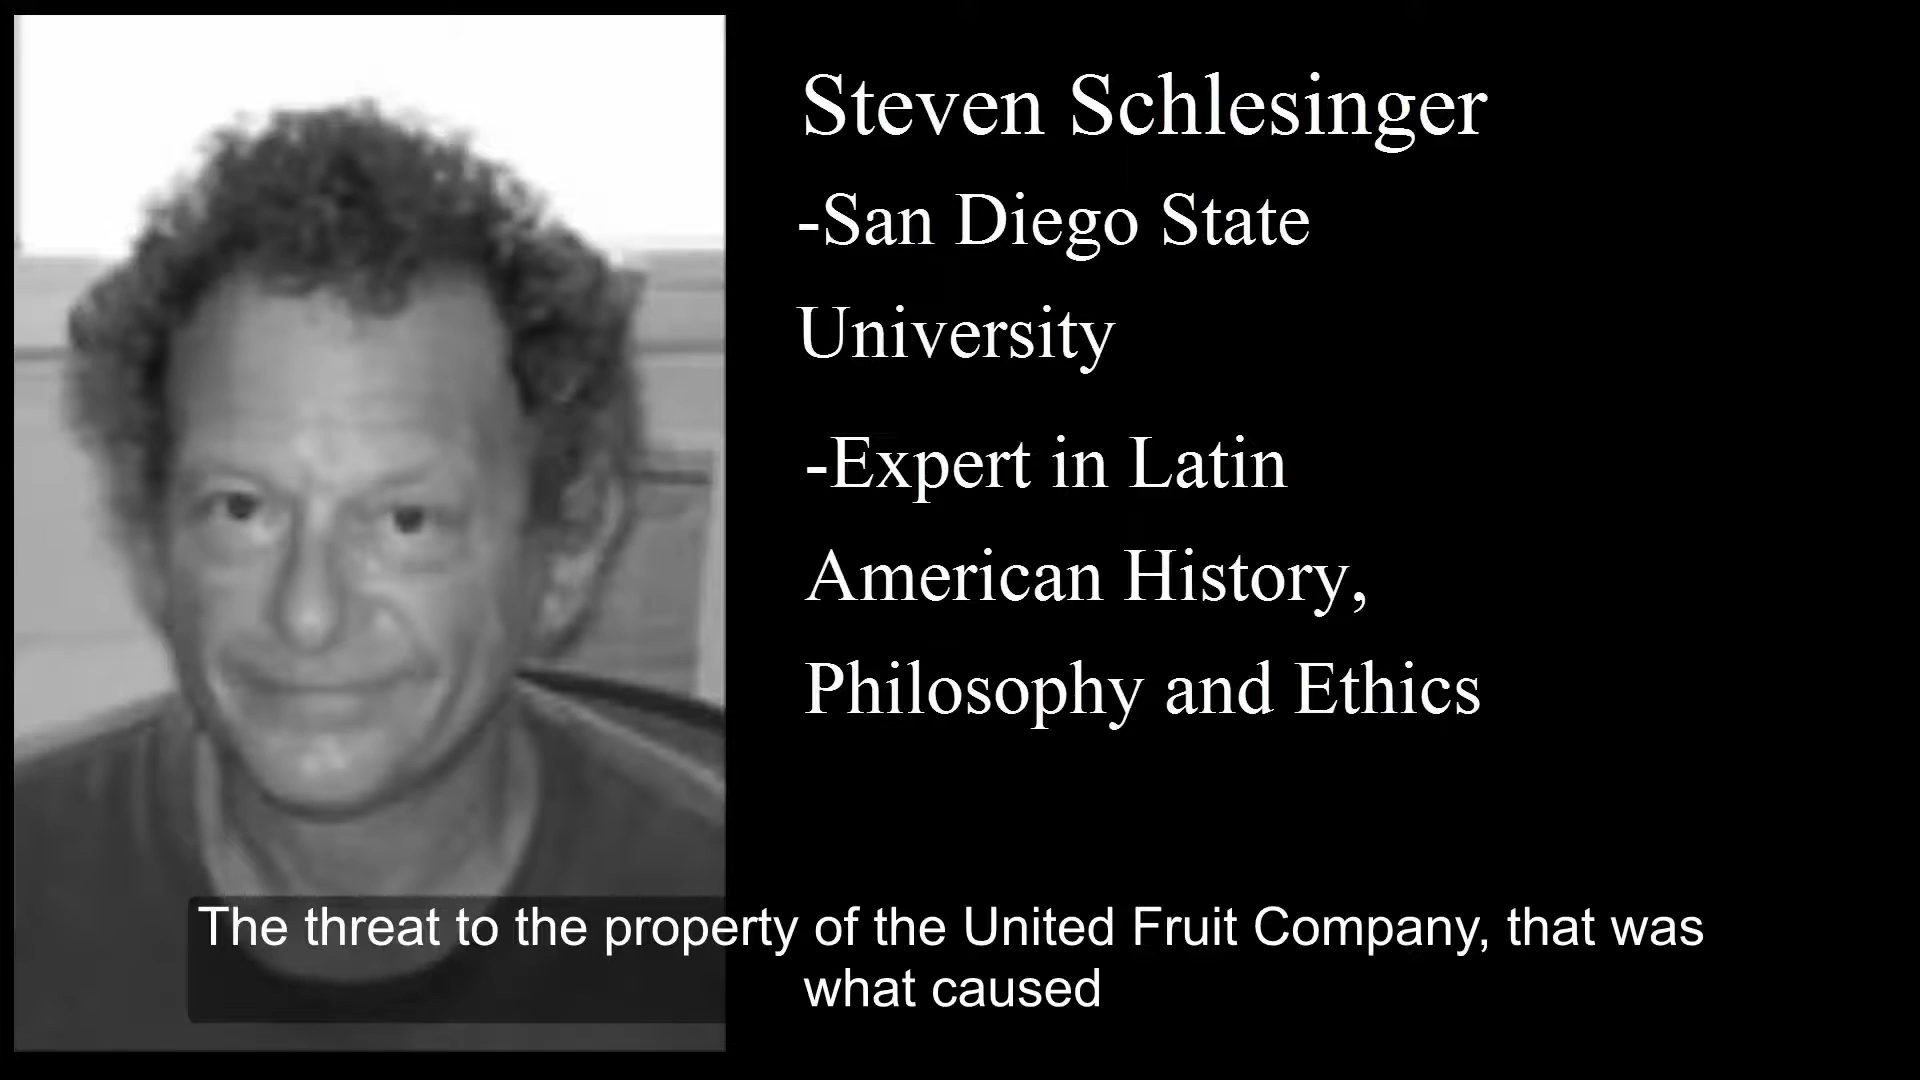 Steven Schlesinger
-San Diego State
University
-Expert in Latin
American History,
Philosophy and Ethics
The threat to the property of the United Fruit Company, that was
what caused